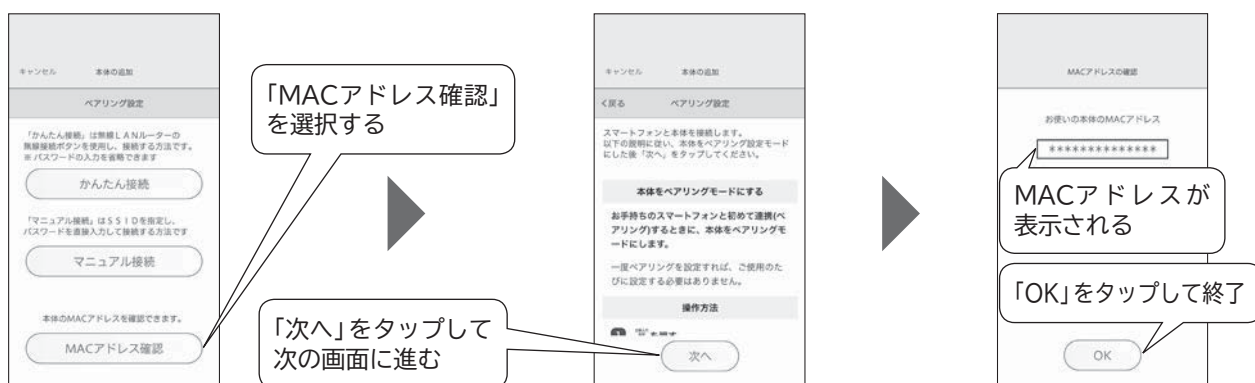 キャンセル 本体の追加
ペアリング設定
「かんたん接続」は無線LANルーターの
無線接続ボタンを使用し、接続する方法です。
※パスワードの入力を省略できます
かんたん接続
「マニュアル接続」はSSIDを指定し、
パスワードを直接入力して接続する方法です
マニュアル接続
本体のMACアドレスを確認できます。
MACアドレス確認
「MACアドレス確認」
を選択する
キャンセル 本体の追加
く戻る ペアリング設定
スマートフォンと本体を接続します。
以下の説明に従い、本体をペアリング設定モード
にした後「次へ」をタップしてください。
本体をペアリングモードにする
お手持ちのスマートフォンと初めて連携(ペ
アリング)するときに、本体をペアリングモ
ードにします。
一度ペアリングを設定すれば、ご使用のた
びに設定する必要はありません。
操作方法
1
次へ
「次へ」をタップして
次の画面に進む
MACアドレスの確認
お使いの本体のMACアドレス
**************
MACアドレスが
表示される
「OK」をタップして終了
OK